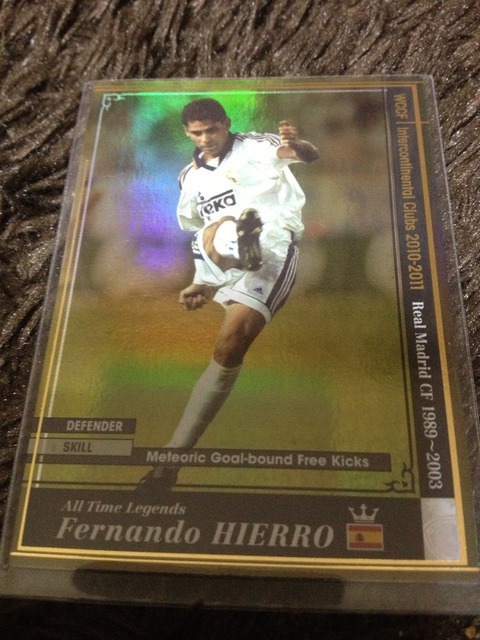 WCCF Intercontinental Clubs 2010-2011
Real Madrid CF 1989~2003
teka
DEFENDER
SKILL
Meteoric Goal-bound Free Kicks
All Time Legends
Fernando HIERRO